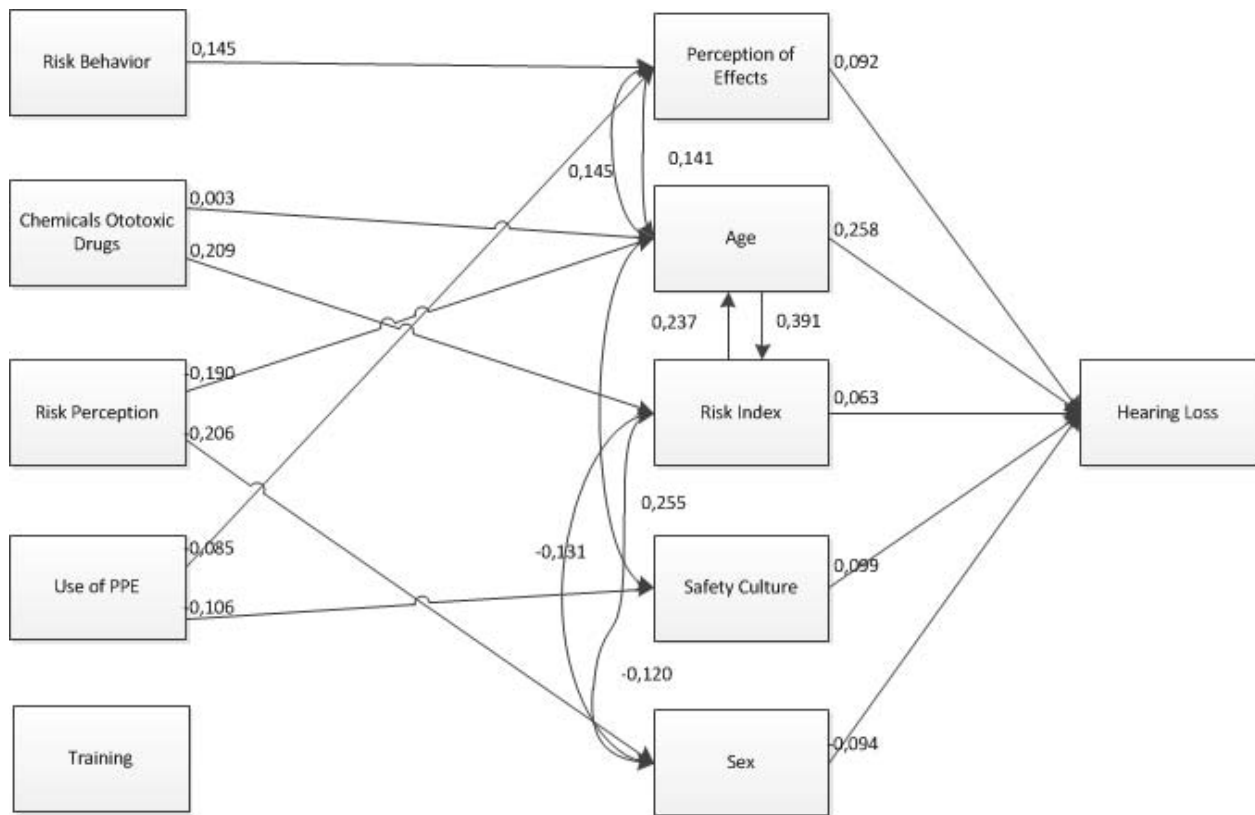 Risk Behavior
0,145
Perception of
Effects
0,092
0,145
0,141
Chemicals Ototoxic
Drugs
0,003
0,209
Age
0,258
0,237
0,391
Risk Perception
-0,190
-0,206
Risk Index
0,063
Hearing Loss
0,255
-0,131
Use of PPE
-0,085
-0,106
Safety Culture
0,099
-0,120
Training
Sex
-0,094